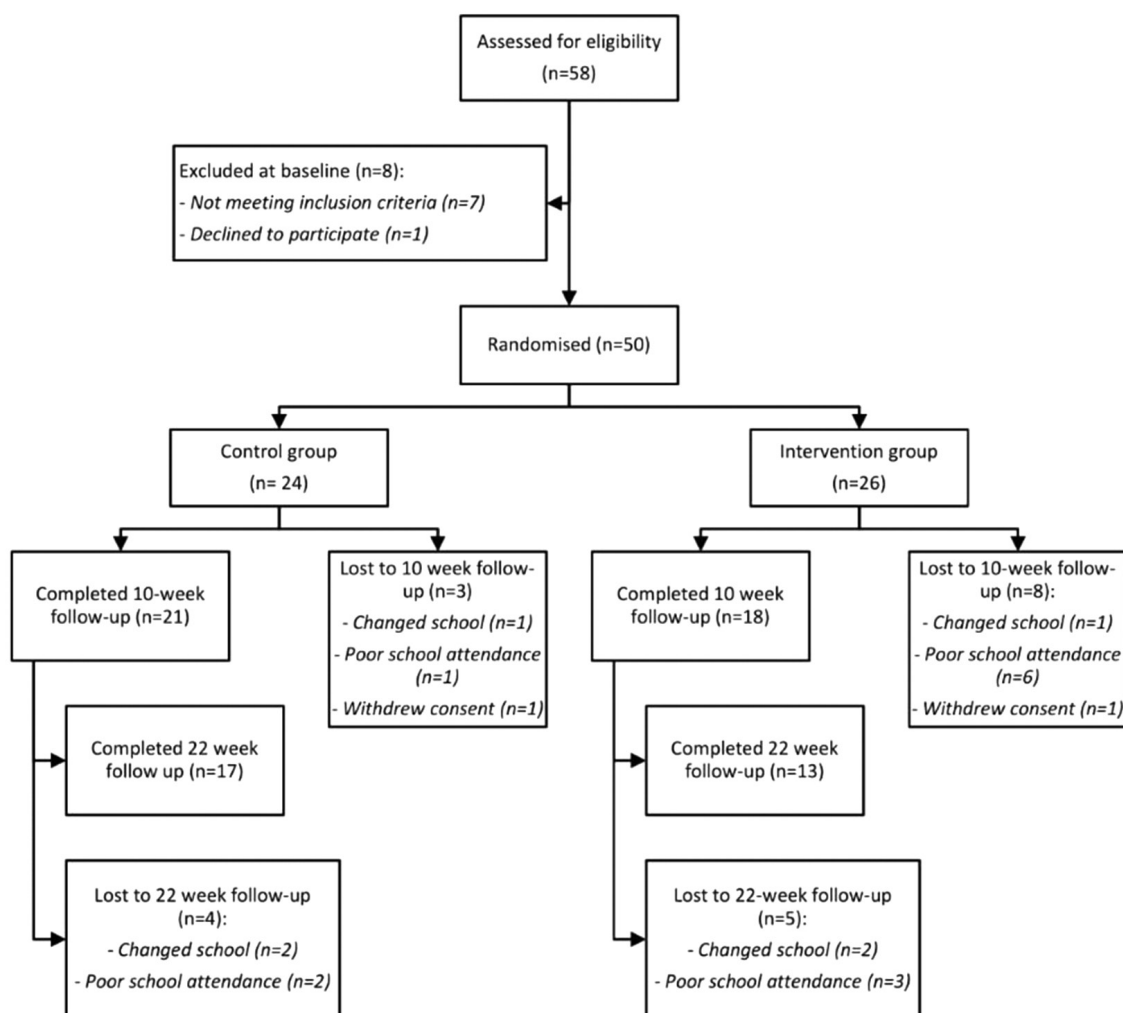 Assessed for eligibility
(n=58)
Excluded at baseline (n=8):
- Not meeting inclusion criteria (n=7)
- Declined to participate (n=1)
Randomised (n=50)
Control group
(n= 24)
Intervention group
(n=26)
Completed 10-week
follow-up (n=21)
Lost to 10 week follow-
up (n=3)
- Changed school (n=1)
- Poor school attendance
(n=1)
- Withdrew consent (n=1)
Completed 10 week
follow-up (n=18)
Lost to 10-week follow-
up (n=8):
- Changed school (n=1)
- Poor school attendance
(n=6)
- Withdrew consent (n=1)
Completed 22 week
follow up (n=17)
Completed 22 week
follow-up (n=13)
Lost to 22 week follow-up
(n=4):
- Changed school (n=2)
- Poor school attendance (n=2)
Lost to 22-week follow-up
(n=5):
- Changed school (n=2)
- Poor school attendance (n=3)